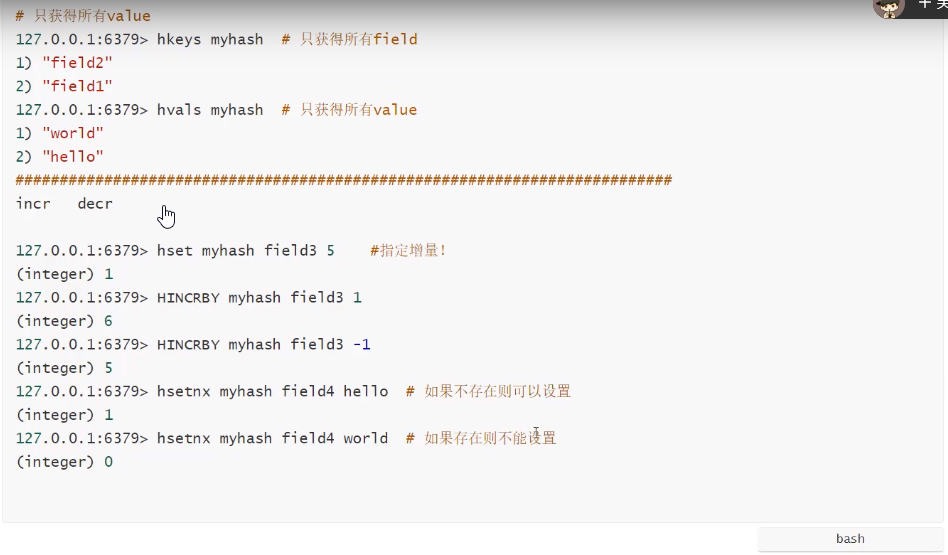 # 只获得所有value
127.0.0.1:6379> hkeys myhash  # 只获得所有field
1) "field2"
2) "field1"
127.0.0.1:6379> hvals myhash  # 只获得所有value
1) "world"
2) "hello"
##########################################################################
incr   decr
127.0.0.1:6379> hset myhash field3 5    #指定增量！
(integer) 1
127.0.0.1:6379> HINCRBY myhash field3 1
(integer) 6
127.0.0.1:6379> HINCRBY myhash field3 -1
(integer) 5
127.0.0.1:6379> hsetnx myhash field4 hello  # 如果不存在则可以设置
(integer) 1
127.0.0.1:6379> hsetnx myhash field4 world  # 如果存在则不能设置
(integer) 0
bash